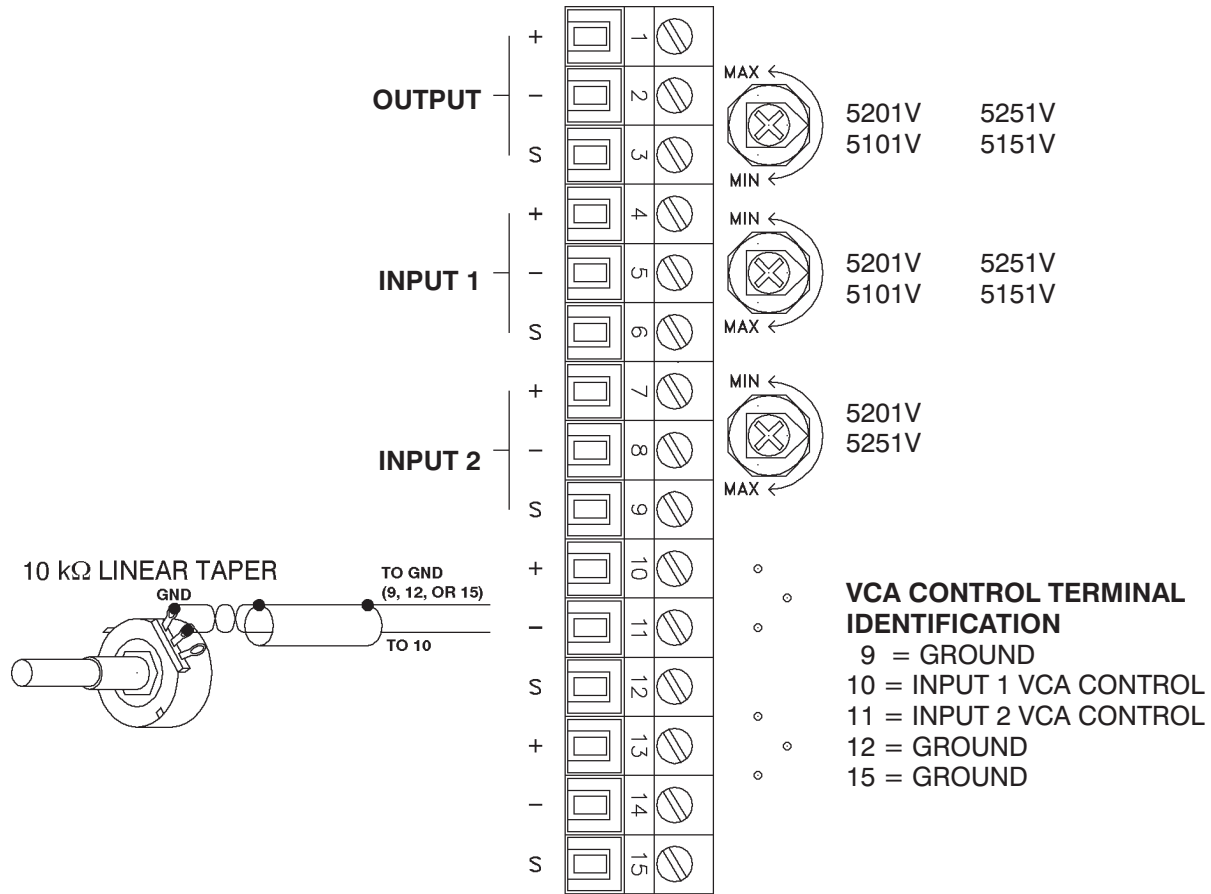 + 1
OUTPUT − 2
S 3
MAX
MIN
5201V 5251V
5101V 5151V
+ 4
INPUT 1 − 5
S 6
MIN
MAX
5201V 5251V
5101V 5151V
+ 7
INPUT 2 − 8
S 9
MIN
MAX
5201V
5251V
10 kΩ LINEAR TAPER
GND
TO GND
(9, 12, OR 15)
TO 10
+ 10
− 11
S 12
+ 13
− 14
S 15
VCA CONTROL TERMINAL
IDENTIFICATION
9 = GROUND
10 = INPUT 1 VCA CONTROL
11 = INPUT 2 VCA CONTROL
12 = GROUND
15 = GROUND